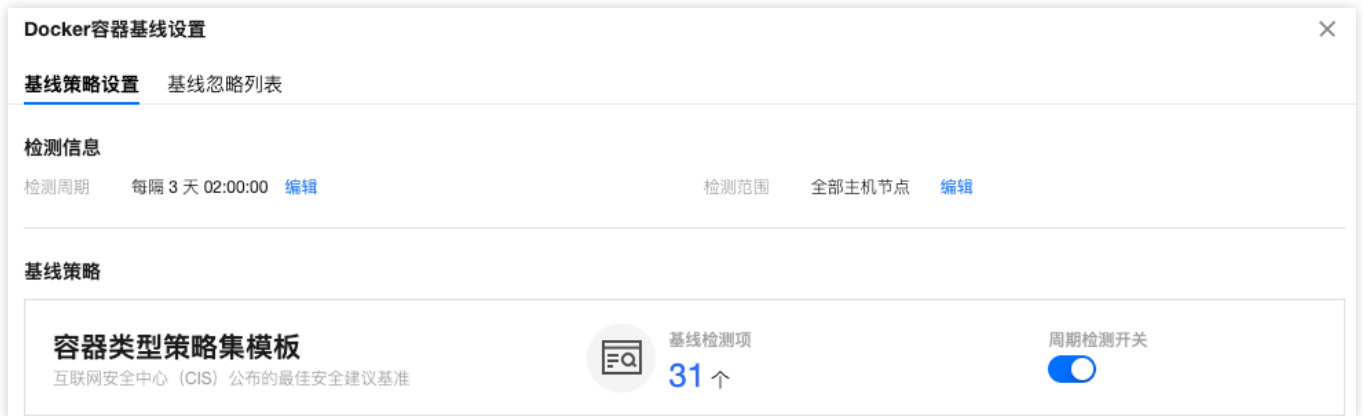 Docker容器基线设置
基线策略设置 基线忽略列表
检测信息
检测周期 每隔 3 天 02:00:00 编辑 检测范围 全部主机节点 编辑
基线策略
容器类型策略集模板
互联网安全中心（CIS）公布的最佳安全建议基准
基线检测项
31 个
周期检测开关